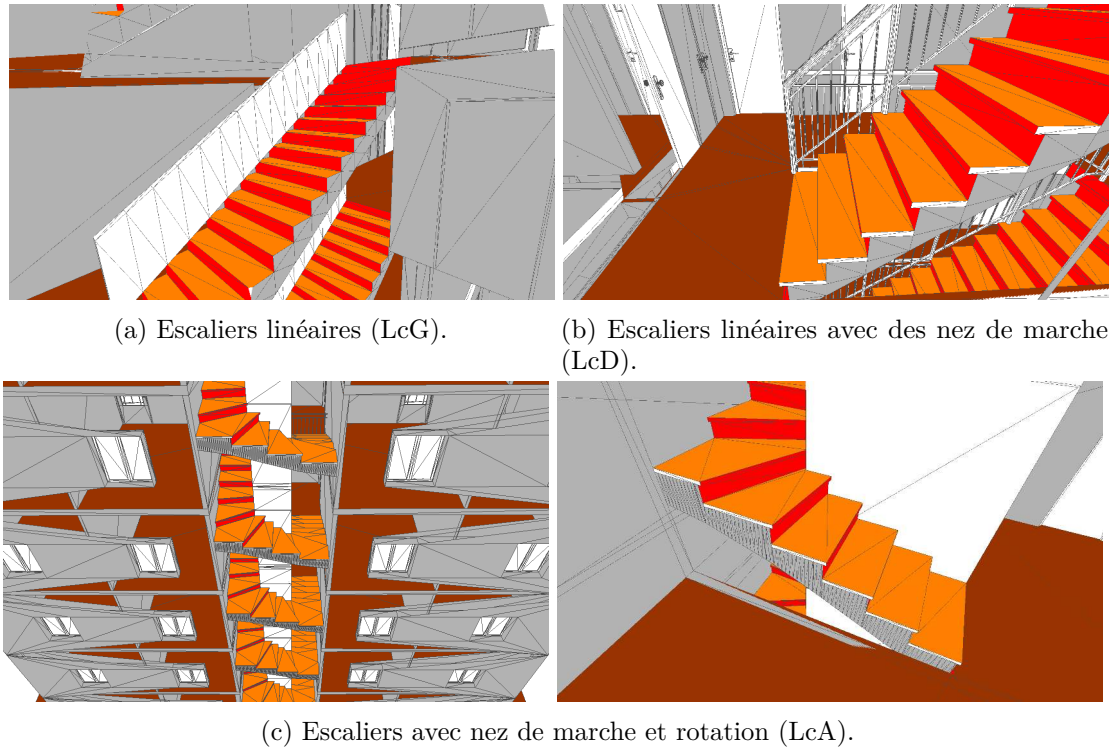 (a) Escaliers linéaires (LcG).
(b) Escaliers linéaires avec des nez de marche
(LcD).
(c) Escaliers avec nez de marche et rotation (LcA).